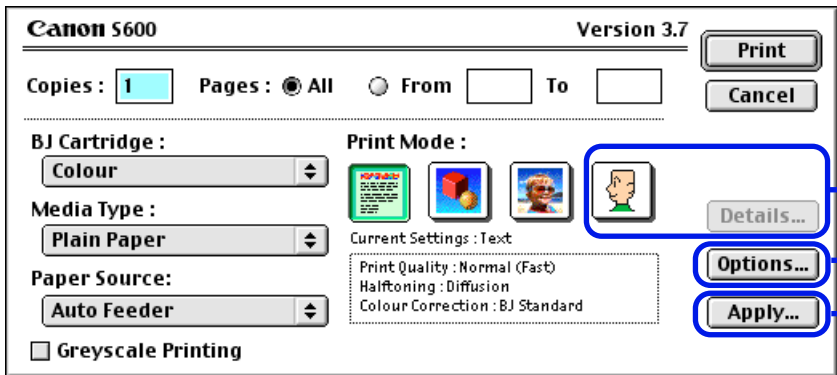 Canon S600 Version 3.7
Print
Copies : 1 Pages : All From To
Cancel
BJ Cartridge :
Colour
Print Mode :
Media Type :
Plain Paper
Details...
Current Settings : Text
Print Quality : Normal (Fast)
Halftoning : Diffusion
Colour Correction : BJ Standard
Options...
Paper Source:
Auto Feeder
Apply...
Greyscale Printing